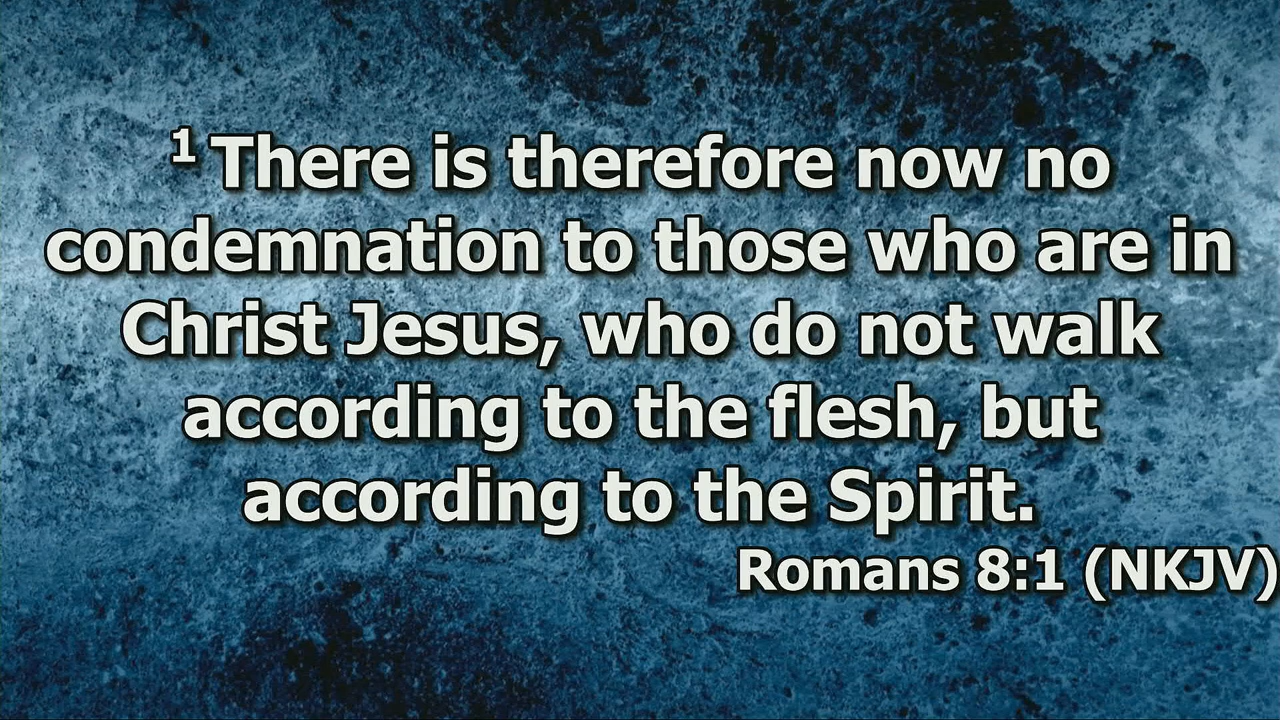 1 There is therefore now no
condemnation to those who are in
Christ Jesus, who do not walk
according to the flesh, but
according to the Spirit.
Romans 8:1 (NKJV)